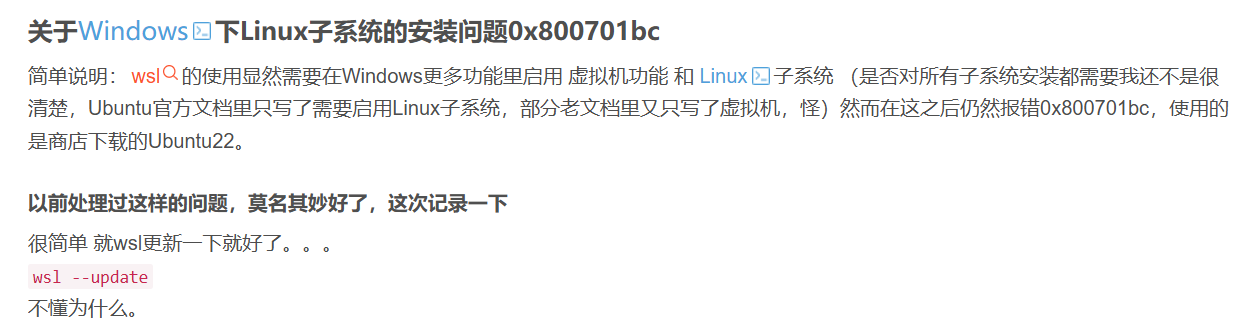 关于Windows下Linux子系统的安装问题0x800701bc
简单说明： wsl的使用显然需要在Windows更多功能里启用 虚拟机功能 和 Linux子系统 （是否对所有子系统安装都需要我还不是很
清楚，Ubuntu官方文档里只写了需要启用Linux子系统，部分老文档里又只写了虚拟机，怪）然而在这之后仍然报错0x800701bc，使用的
是商店下载的Ubuntu22。
以前处理过这样的问题，莫名其妙好了，这次记录一下
很简单 就wsl更新一下就好了。。。
wsl --update
不懂为什么。